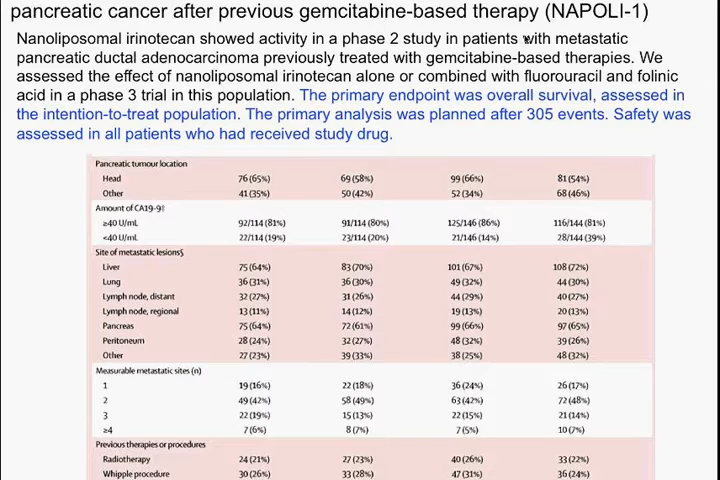 pancreatic cancer after previous gemcitabine-based therapy (NAPOLI-1)
Nanoliposomal irinotecan showed activity in a phase 2 study in patients with metastatic
pancreatic ductal adenocarcinoma previously treated with gemcitabine-based therapies. We
assessed the effect of nanoliposomal irinotecan alone or combined with fluorouracil and folinic
acid in a phase 3 trial in this population. The primary endpoint was overall survival, assessed in
the intention-to-treat population. The primary analysis was planned after 305 events. Safety was
assessed in all patients who had received study drug.
Pancreatic tumour location
Head 76 (65%) 69 (58%) 99 (66%) 81 (54%)
Other 41 (35%) 50 (42%) 52 (34%) 68 (46%)
Amount of CA19-9†
≥40 U/mL 92/114 (81%) 91/114 (80%) 125/146 (86%) 116/144 (81%)
<40 U/mL 22/114 (19%) 23/114 (20%) 21/146 (14%) 28/144 (39%)
Site of metastatic lesions§
Liver 75 (64%) 83 (70%) 101 (67%) 108 (72%)
Lung 36 (31%) 36 (30%) 49 (32%) 44 (30%)
Lymph node, distant 32 (27%) 31 (26%) 44 (29%) 40 (27%)
Lymph node, regional 13 (11%) 14 (12%) 19 (13%) 20 (13%)
Pancreas 75 (64%) 72 (61%) 99 (66%) 97 (65%)
Peritoneum 28 (24%) 32 (27%) 48 (32%) 39 (26%)
Other 27 (23%) 39 (33%) 38 (25%) 48 (32%)
Measurable metastatic sites (n)
1 19 (16%) 22 (18%) 36 (24%) 26 (17%)
2 49 (42%) 58 (49%) 63 (42%) 72 (48%)
3 22 (19%) 15 (13%) 22 (15%) 21 (14%)
≥4 7 (6%) 8 (7%) 7 (5%) 10 (7%)
Previous therapies or procedures
Radiotherapy 24 (21%) 27 (23%) 40 (26%) 33 (22%)
Whipple procedure 30 (26%) 33 (28%) 47 (31%) 36 (24%)